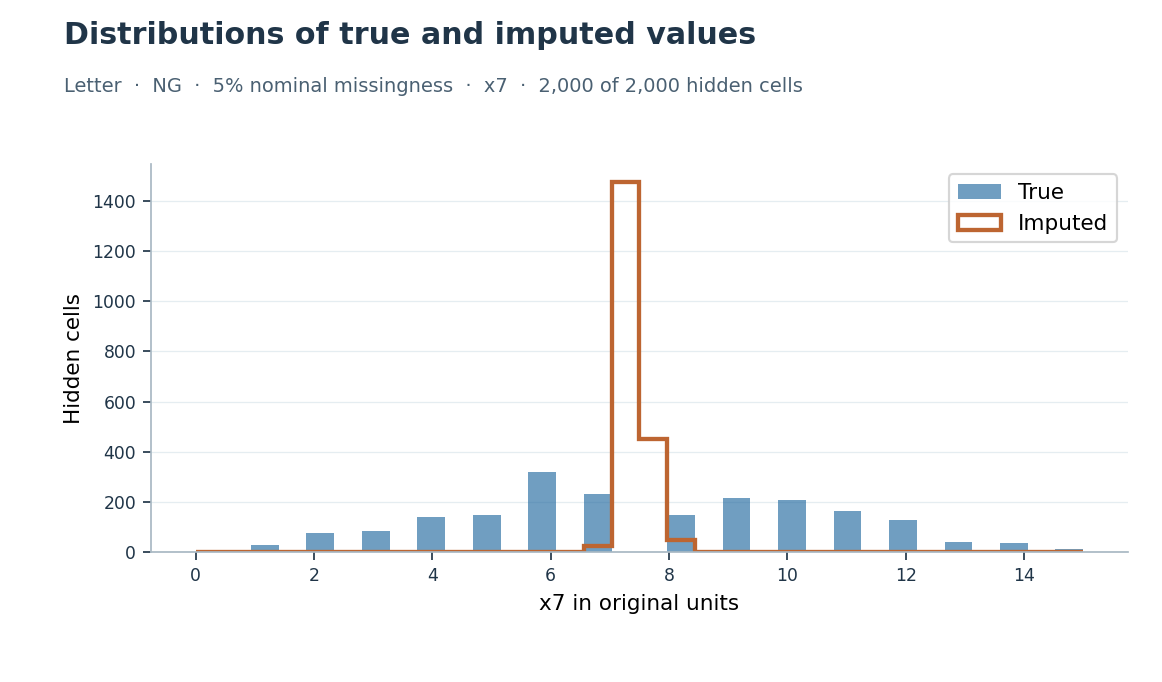 Distributions of true and imputed values
Letter · NG · 5% nominal missingness · x7 · 2,000 of 2,000 hidden cells
True
Imputed
Hidden cells
1400
1200
1000
800
600
400
200
0
0 2 4 6 8 10 12 14
x7 in original units